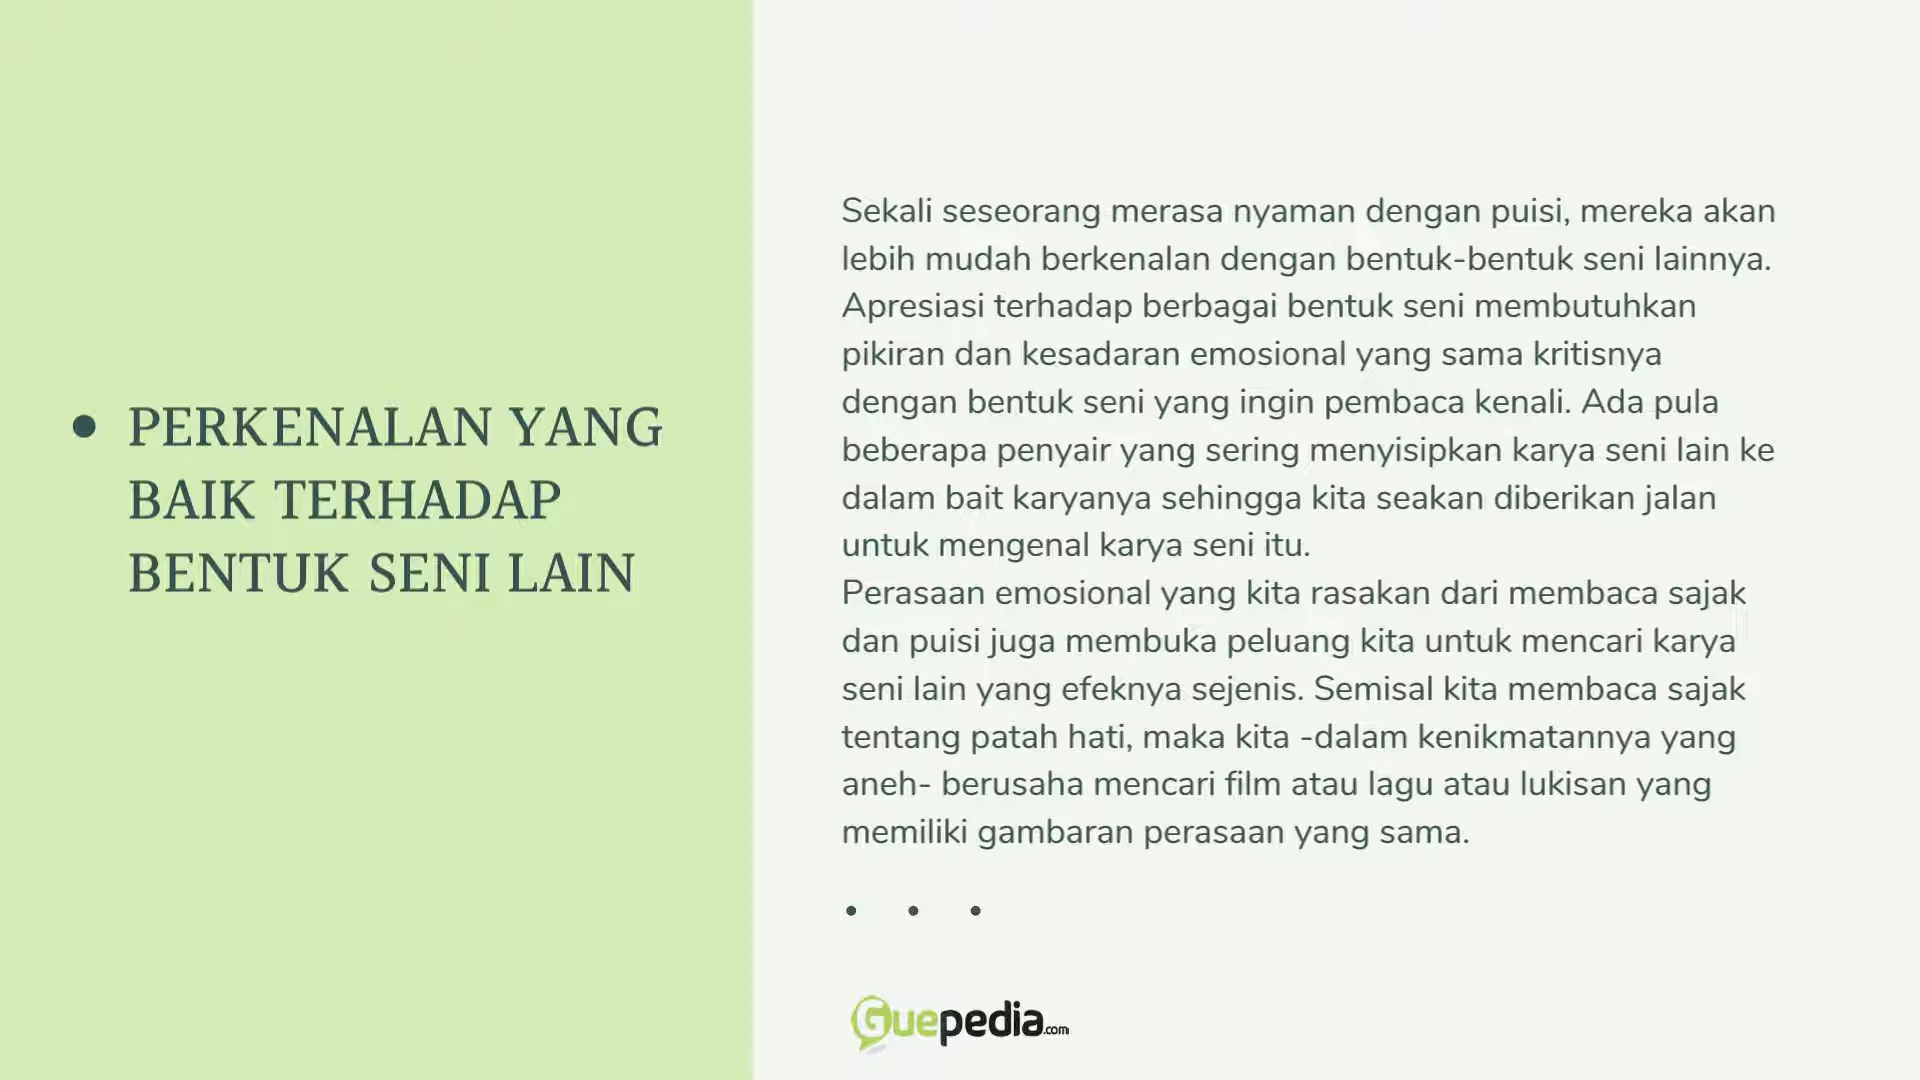 • PERKENALAN YANG
BAIK TERHADAP
BENTUK SENI LAIN
Sekali seseorang merasa nyaman dengan puisi, mereka akan
lebih mudah berkenalan dengan bentuk-bentuk seni lainnya.
Apresiasi terhadap berbagai bentuk seni membutuhkan
pikiran dan kesadaran emosional yang sama kritisnya
dengan bentuk seni yang ingin pembaca kenali. Ada pula
beberapa penyair yang sering menyisipkan karya seni lain ke
dalam bait karyanya sehingga kita seakan diberikan jalan
untuk mengenal karya seni itu.
Perasaan emosional yang kita rasakan dari membaca sajak
dan puisi juga membuka peluang kita untuk mencari karya
seni lain yang efeknya sejenis. Semisal kita membaca sajak
tentang patah hati, maka kita -dalam kenikmatannya yang
aneh- berusaha mencari film atau lagu atau lukisan yang
memiliki gambaran perasaan yang sama.
• • •
Guepedia.com